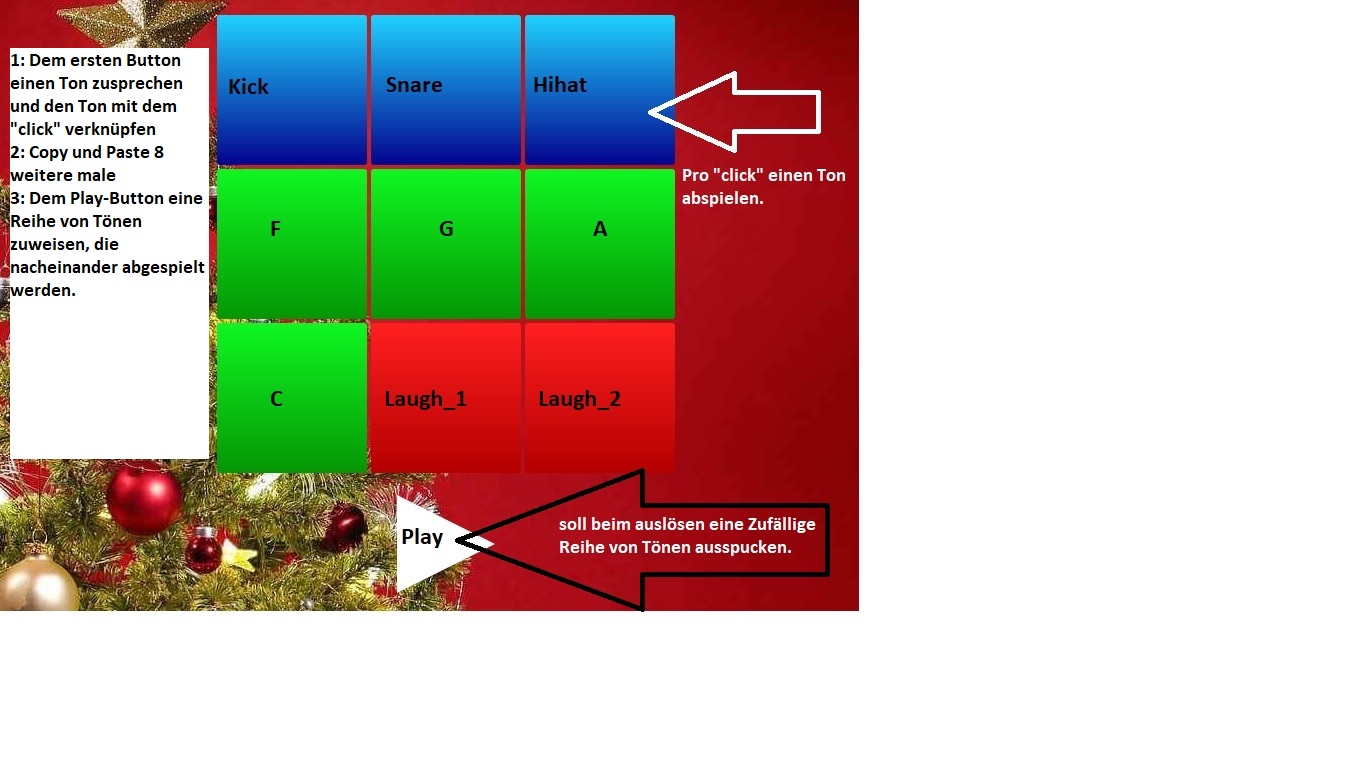 1: Dem ersten Button
einen Ton zusprechen
und den Ton mit dem
"click" verknüpfen
2: Copy und Paste 8
weitere male
3: Dem Play-Button eine
Reihe von Tönen
zuweisen, die
nacheinander abgespielt
werden.
Kick
Snare
Hihat
Pro "click" einen Ton
abspielen.
F
G
A
C
Laugh_1
Laugh_2
Play
soll beim auslösen eine Zufällige
Reihe von Tönen ausspucken.